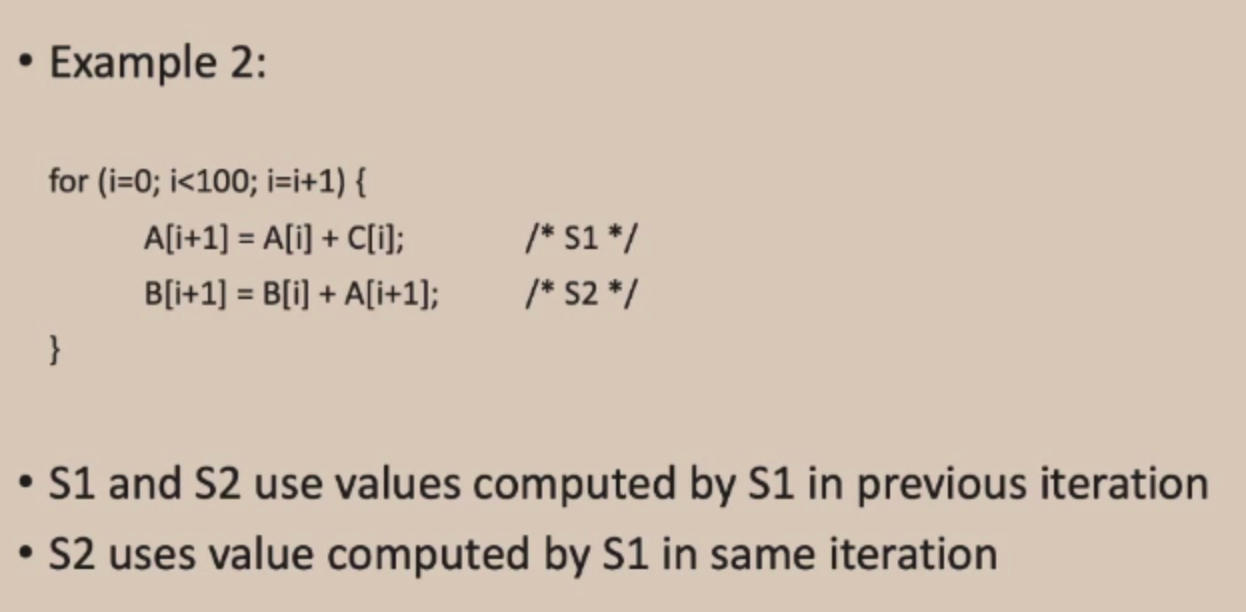 • Example 2:
for (i=0; i<100; i=i+1) {
A[i+1] = A[i] + C[i]; /* S1 */
B[i+1] = B[i] + A[i+1]; /* S2 */
}
• S1 and S2 use values computed by S1 in previous iteration
• S2 uses value computed by S1 in same iteration